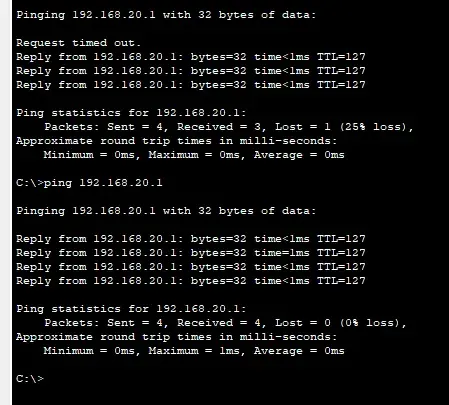 Pinging 192.168.20.1 with 32 bytes of data:
Request timed out.
Reply from 192.168.20.1: bytes=32 time<1ms TTL=127
Reply from 192.168.20.1: bytes=32 time<1ms TTL=127
Reply from 192.168.20.1: bytes=32 time<1ms TTL=127
Ping statistics for 192.168.20.1:
Packets: Sent = 4, Received = 3, Lost = 1 (25% loss),
Approximate round trip times in milli-seconds:
Minimum = 0ms, Maximum = 0ms, Average = 0ms
C:\>ping 192.168.20.1
Pinging 192.168.20.1 with 32 bytes of data:
Reply from 192.168.20.1: bytes=32 time<1ms TTL=127
Reply from 192.168.20.1: bytes=32 time=1ms TTL=127
Reply from 192.168.20.1: bytes=32 time<1ms TTL=127
Reply from 192.168.20.1: bytes=32 time<1ms TTL=127
Ping statistics for 192.168.20.1:
Packets: Sent = 4, Received = 4, Lost = 0 (0% loss),
Approximate round trip times in milli-seconds:
Minimum = 0ms, Maximum = 1ms, Average = 0ms
C:\>